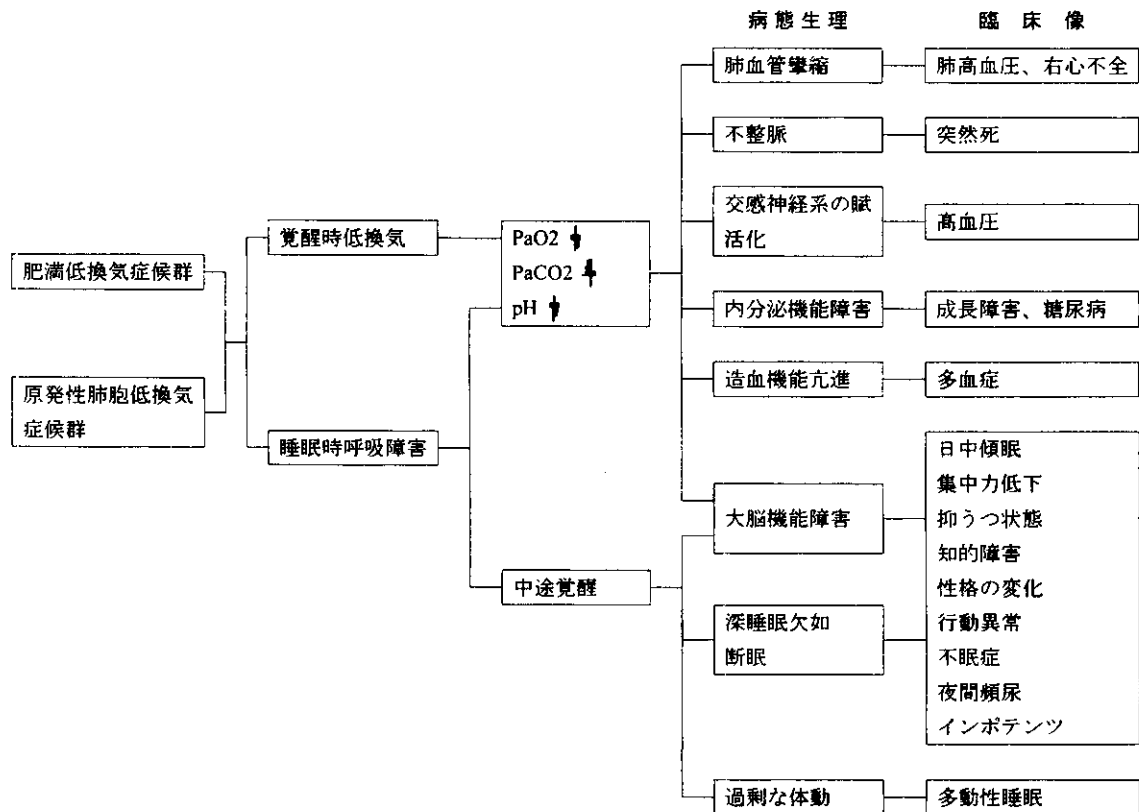 病態生理
臨床像
肺血管攣縮
肺高血圧、右心不全
不整脈
突然死
交感神経系の賦
活化
高血圧
覚醒時低換気
PaO2 ↓
PaCO2 ↑
pH ↓
肥満低換気症候群
内分泌機能障害
成長障害、糖尿病
原発性肺胞低換気
症候群
造血機能亢進
多血症
睡眠時呼吸障害
大脳機能障害
日中傾眠
集中力低下
抑うつ状態
知的障害
性格の変化
行動異常
不眠症
夜間頻尿
インポテンツ
中途覚醒
深睡眠欠如
断眠
過剰な体動
多動性睡眠